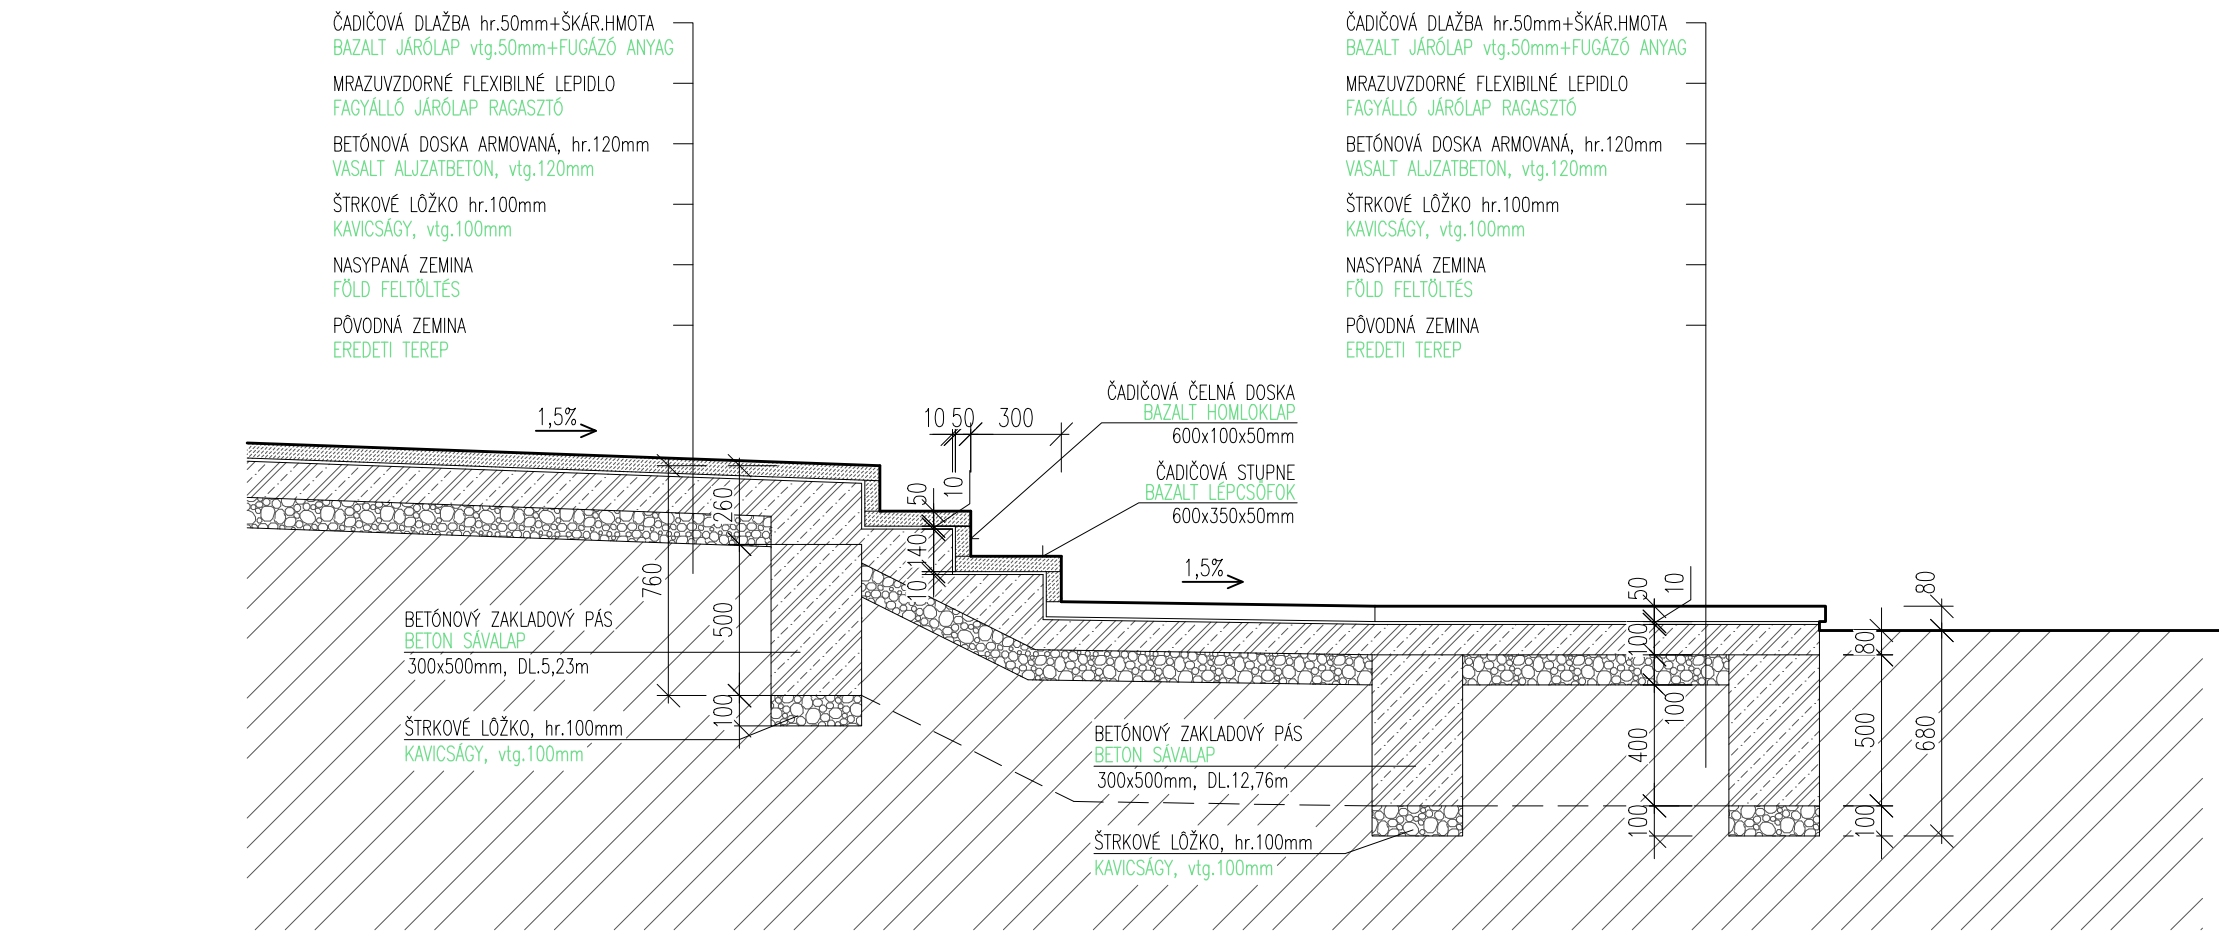 ČADIČOVÁ DLAŽBA hr.50mm+ŠKÁR.HMOTA
BAZALT JÁRÓLAP vtg.50mm+FUGÁZÓ ANYAG
MRAZUVZDORNÉ FLEXIBILNÉ LEPIDLO
FAGYÁLLÓ JÁRÓLAP RAGASZTÓ
BETÓNOVÁ DOSKA ARMOVANÁ, hr.120mm
VASALT ALJZATBETON, vtg.120mm
ŠTRKOVÉ LÔŽKO hr.100mm
KAVICSÁGY, vtg.100mm
NASYPANÁ ZEMINA
FÖLD FELTÖLTÉS
PÔVODNÁ ZEMINA
EREDETI TEREP
ČADIČOVÁ DLAŽBA hr.50mm+ŠKÁR.HMOTA
BAZALT JÁRÓLAP vtg.50mm+FUGÁZÓ ANYAG
MRAZUVZDORNÉ FLEXIBILNÉ LEPIDLO
FAGYÁLLÓ JÁRÓLAP RAGASZTÓ
BETÓNOVÁ DOSKA ARMOVANÁ, hr.120mm
VASALT ALJZATBETON, vtg.120mm
ŠTRKOVÉ LÔŽKO hr.100mm
KAVICSÁGY, vtg.100mm
NASYPANÁ ZEMINA
FÖLD FELTÖLTÉS
PÔVODNÁ ZEMINA
EREDETI TEREP
1,5%
10 50 300
ČADIČOVÁ ČELNÁ DOSKA
BAZALT HOMLOKLAP
600x100x50mm
ČADIČOVÁ STUPNE
BAZALT LÉPCSŐFOK
600x350x50mm
50
10
140
10
260
760
500
100
BETÓNOVÝ ZAKLADOVÝ PÁS
BETON SÁVALAP
300x500mm, DL.5,23m
ŠTRKOVÉ LÔŽKO, hr.100mm
KAVICSÁGY, vtg.100mm
1,5%
BETÓNOVÝ ZAKLADOVÝ PÁS
BETON SÁVALAP
300x500mm, DL.12,76m
ŠTRKOVÉ LÔŽKO, hr.100mm
KAVICSÁGY, vtg.100mm
50
10
100
100
400
100
80
80
500
680
100